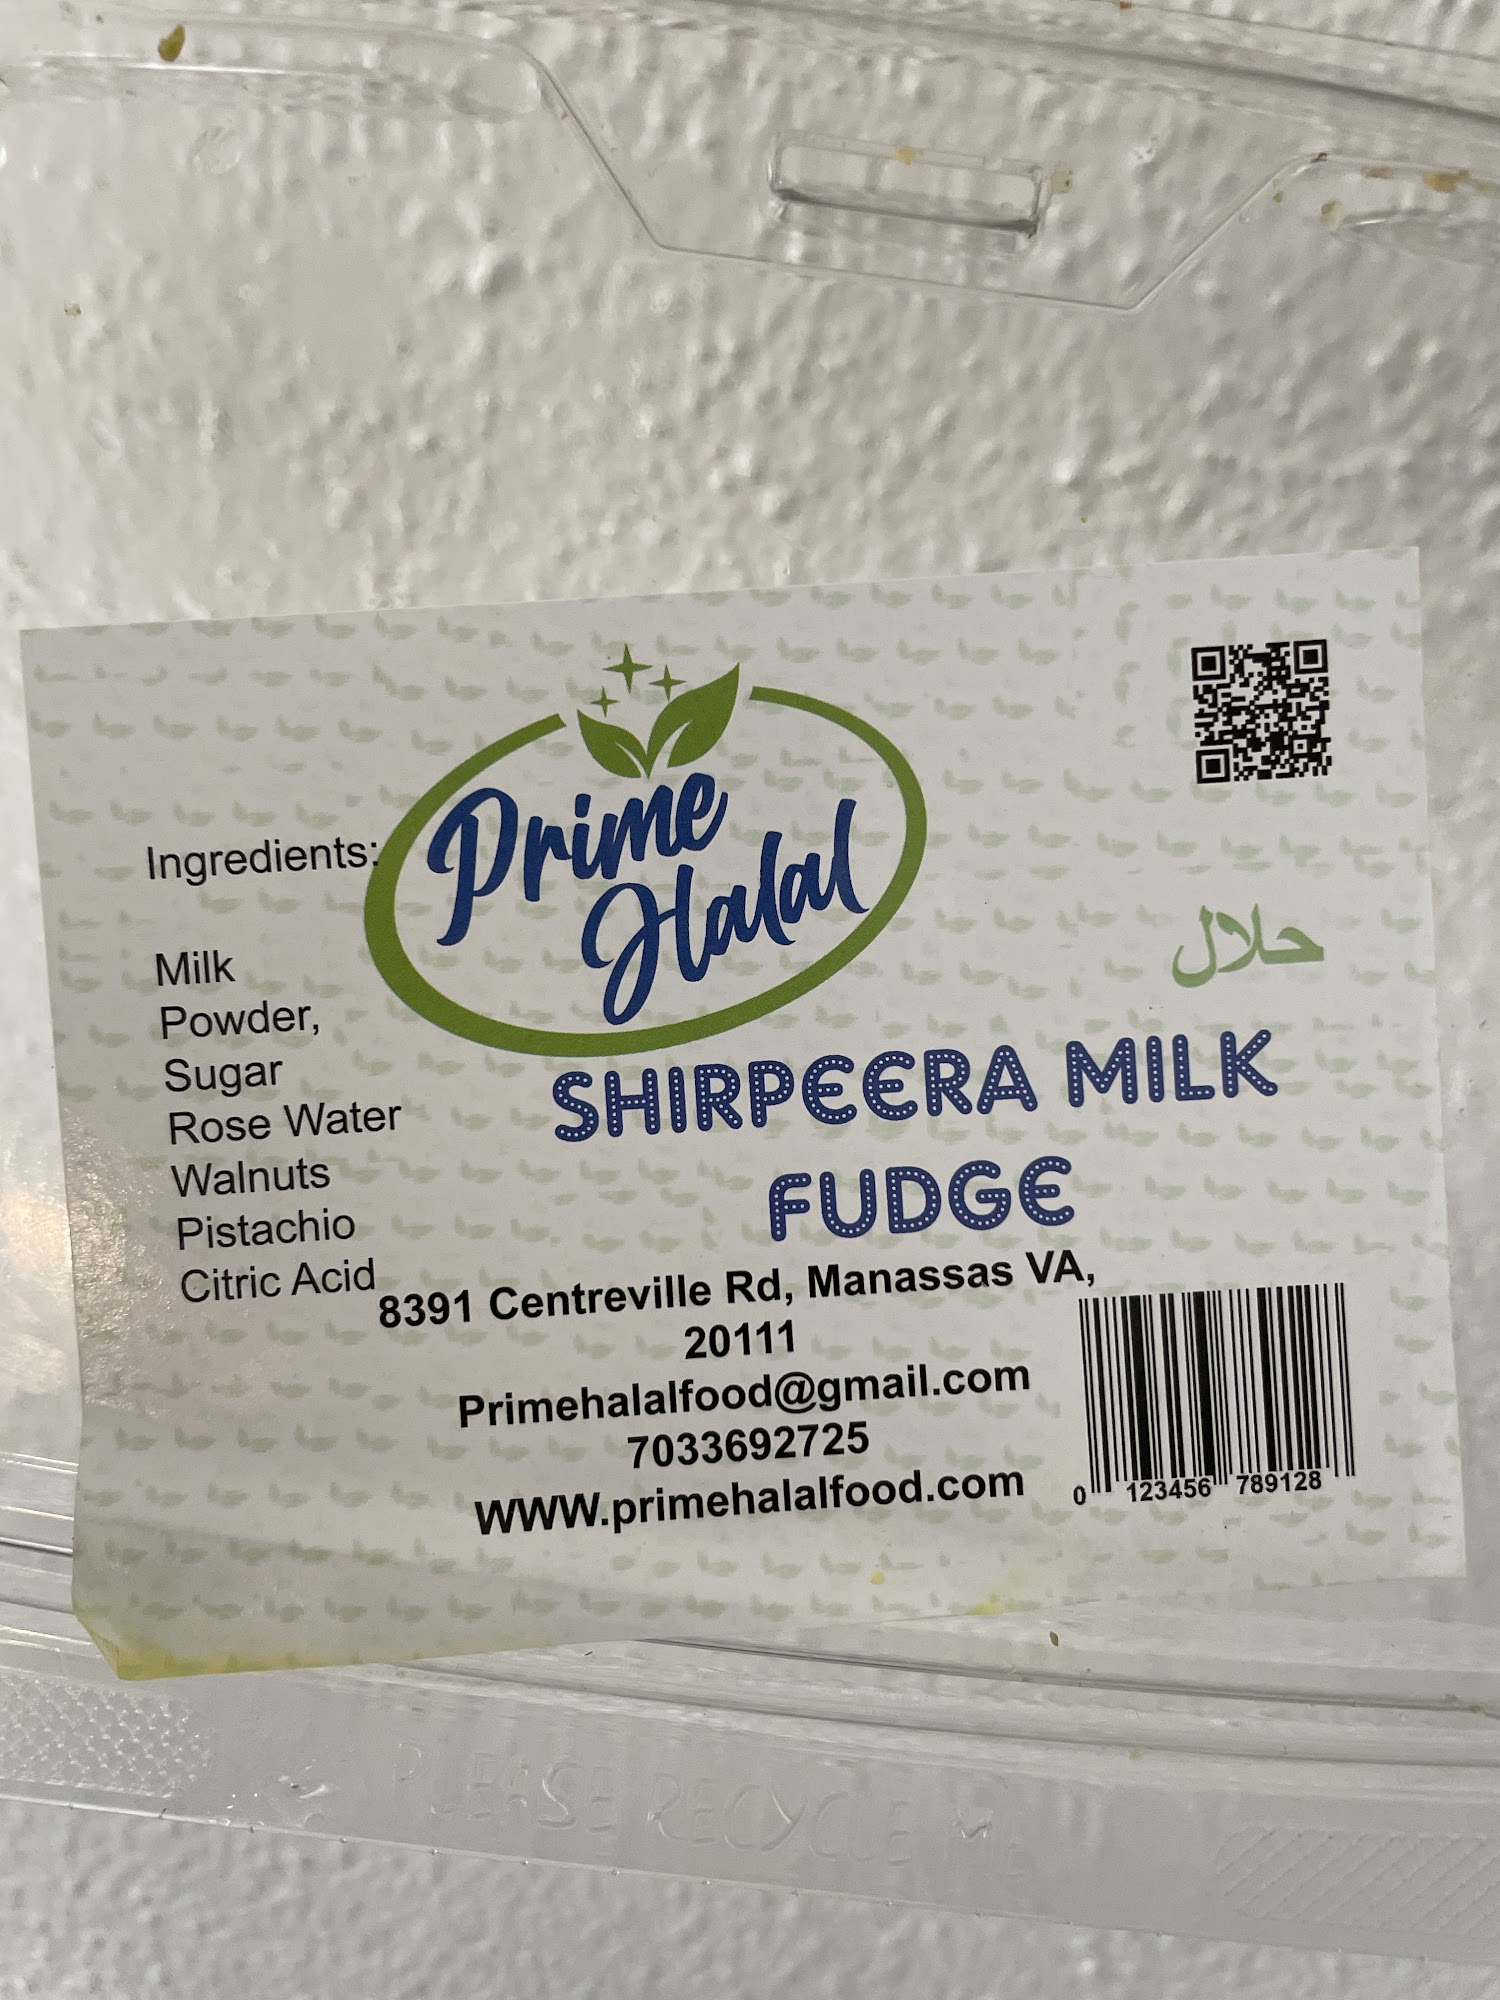 Prime
Halal
Ingredients:
Milk
Powder,
Sugar
Rose Water
Walnuts
Pistachio
Citric Acid
حلال
SHIRPEERA MILK
FUDGE
8391 Centreville Rd, Manassas VA,
20111
Primehalalfood@gmail.com
7033692725
WWW.primehalalfood.com
0 123456 789128
PLEASE RECYCLE ME